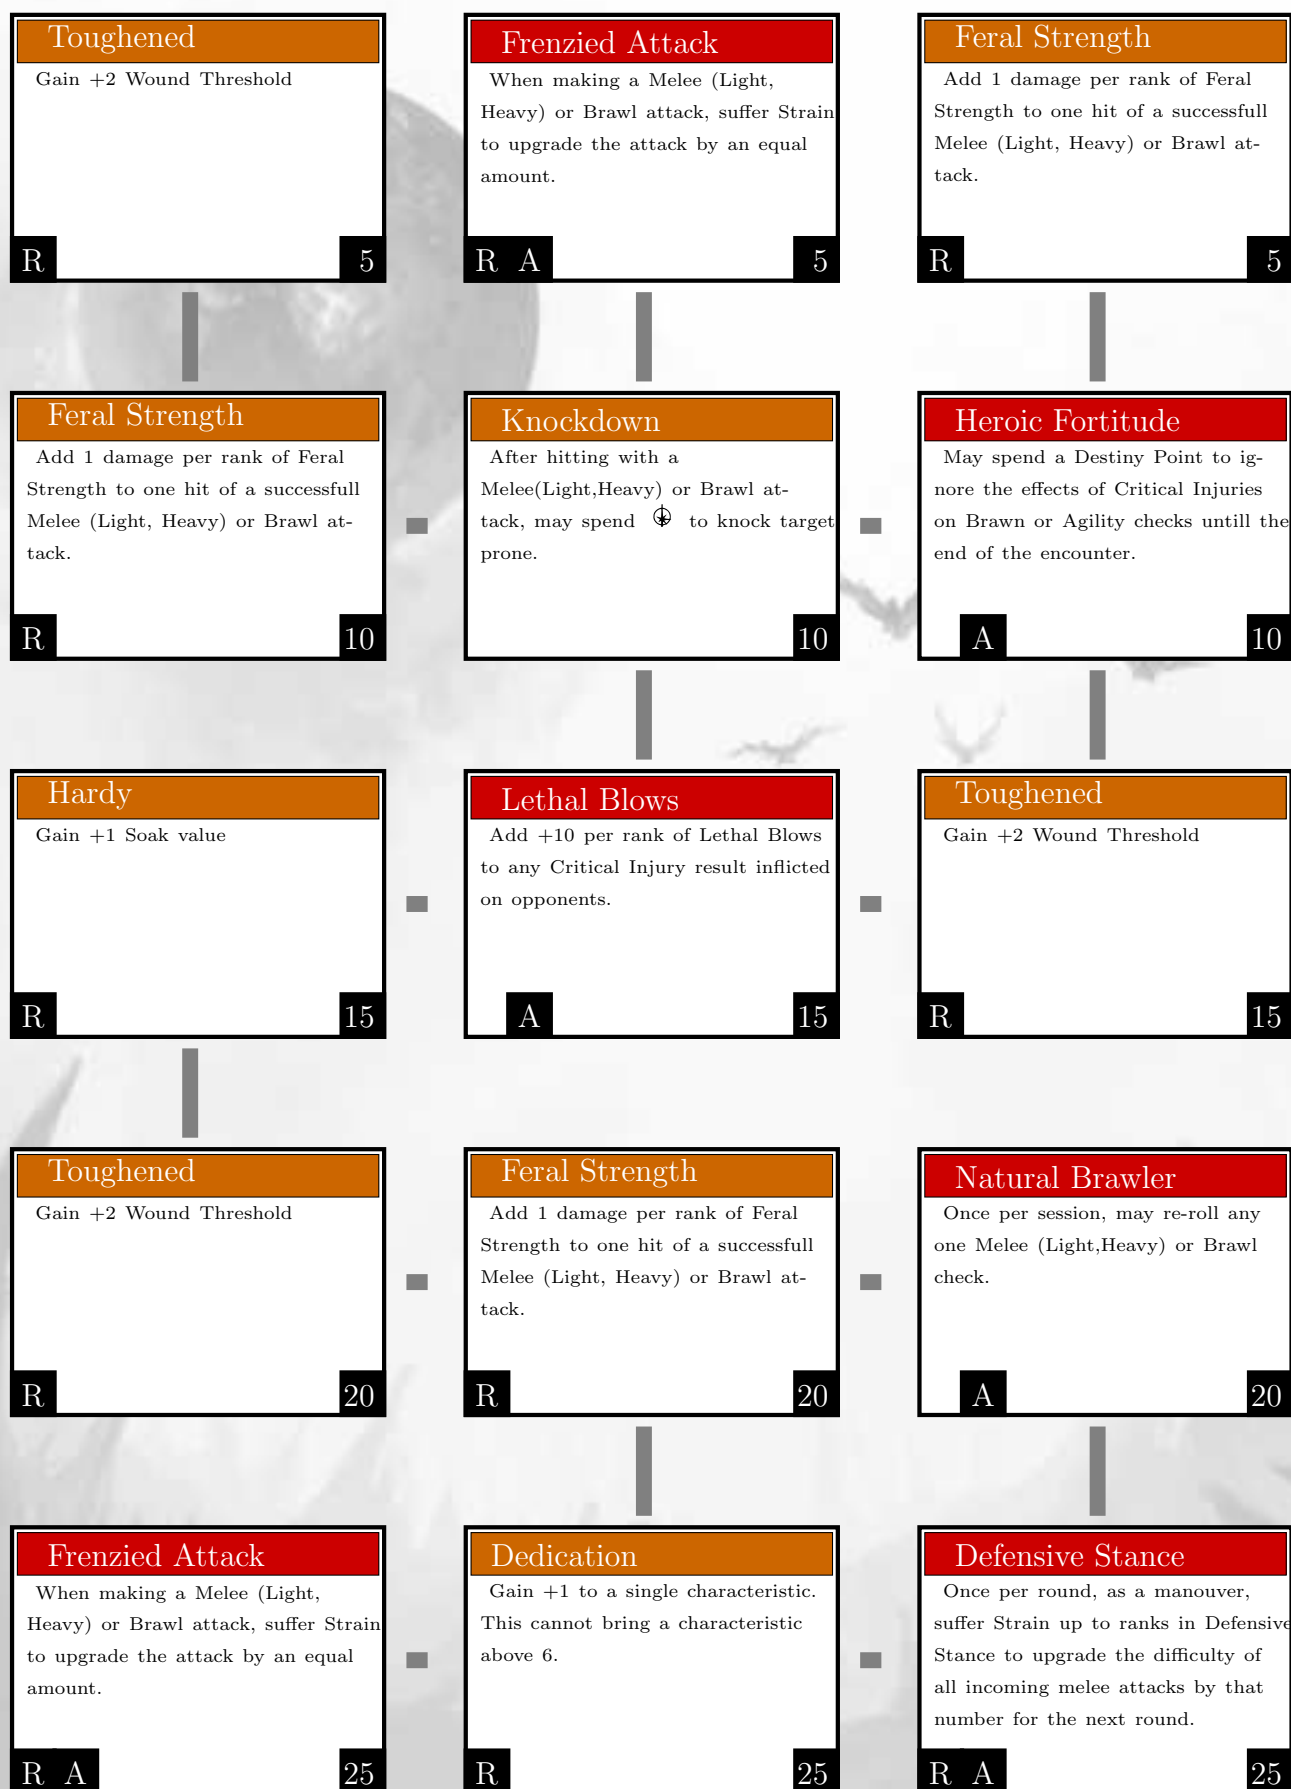 Toughened
Gain +2 Wound Threshold
R 5
Frenzied Attack
When making a Melee (Light,
Heavy) or Brawl attack, suffer Strain
to upgrade the attack by an equal
amount.
R A 5
Feral Strength
Add 1 damage per rank of Feral
Strength to one hit of a successfull
Melee (Light, Heavy) or Brawl at-
tack.
R 5
Feral Strength
Add 1 damage per rank of Feral
Strength to one hit of a successfull
Melee (Light, Heavy) or Brawl at-
tack.
R 10
Knockdown
After hitting with a
Melee(Light,Heavy) or Brawl at-
tack, may spend to knock target
prone.
10
Heroic Fortitude
May spend a Destiny Point to ig-
nore the effects of Critical Injuries
on Brawn or Agility checks untill the
end of the encounter.
A 10
Hardy
Gain +1 Soak value
R 15
Lethal Blows
Add +10 per rank of Lethal Blows
to any Critical Injury result inflicted
on opponents.
A 15
Toughened
Gain +2 Wound Threshold
R 15
Toughened
Gain +2 Wound Threshold
R 20
Feral Strength
Add 1 damage per rank of Feral
Strength to one hit of a successfull
Melee (Light, Heavy) or Brawl at-
tack.
R 20
Natural Brawler
Once per session, may re-roll any
one Melee (Light,Heavy) or Brawl
check.
A 20
Frenzied Attack
When making a Melee (Light,
Heavy) or Brawl attack, suffer Strain
to upgrade the attack by an equal
amount.
R A 25
Dedication
Gain +1 to a single characteristic.
This cannot bring a characteristic
above 6.
R 25
Defensive Stance
Once per round, as a manouver,
suffer Strain up to ranks in Defensive
Stance to upgrade the difficulty of
all incoming melee attacks by that
number for the next round.
R A 25